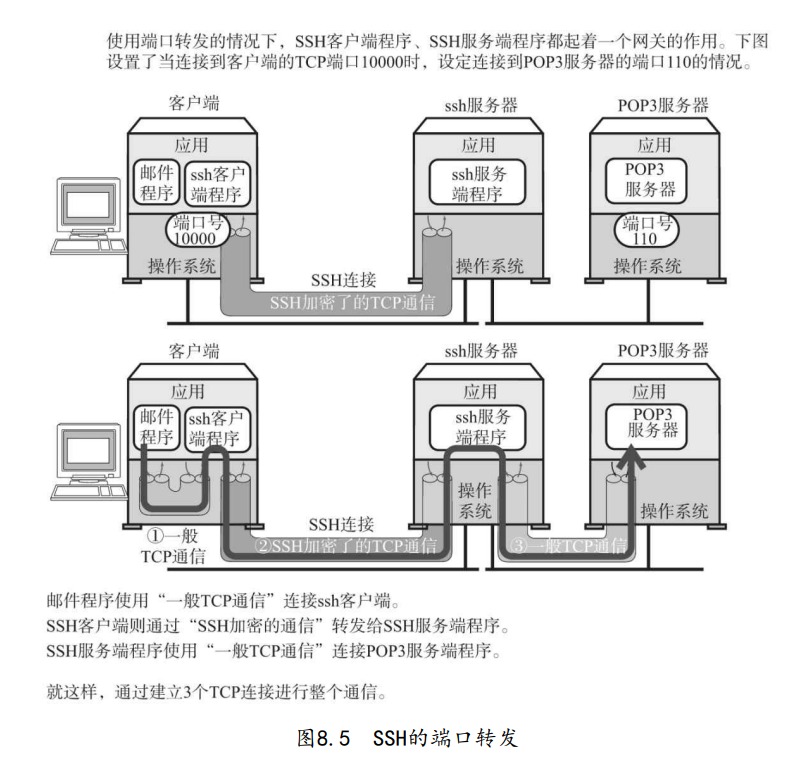 使用端口转发的情况下，SSH客户端程序、SSH服务端程序都起着一个网关的作用。下图
设置了当连接到客户端的TCP端口10000时，设定连接到POP3服务器的端口110的情况。
客户端
ssh服务器
POP3服务器
应用
应用
应用
邮件
程序
ssh客户
端程序
ssh服务
端程序
POP3
服务器
端口号
10000
端口号
110
操作系统
操作系统
操作系统
SSH连接
SSH加密了的TCP通信
客户端
ssh服务器
POP3服务器
应用
应用
应用
邮件
程序
ssh客户
端程序
ssh服务
端程序
POP3
服务器
操作
系统
操作系统
①一般
TCP通信
SSH连接
②SSH加密了的TCP通信
③一般TCP通信
邮件程序使用“一般TCP通信”连接ssh客户端。
SSH客户端则通过“SSH加密的通信”转发给SSH服务端程序。
SSH服务端程序使用“一般TCP通信”连接POP3服务端程序。
就这样，通过建立3个TCP连接进行整个通信。
图8.5 SSH的端口转发